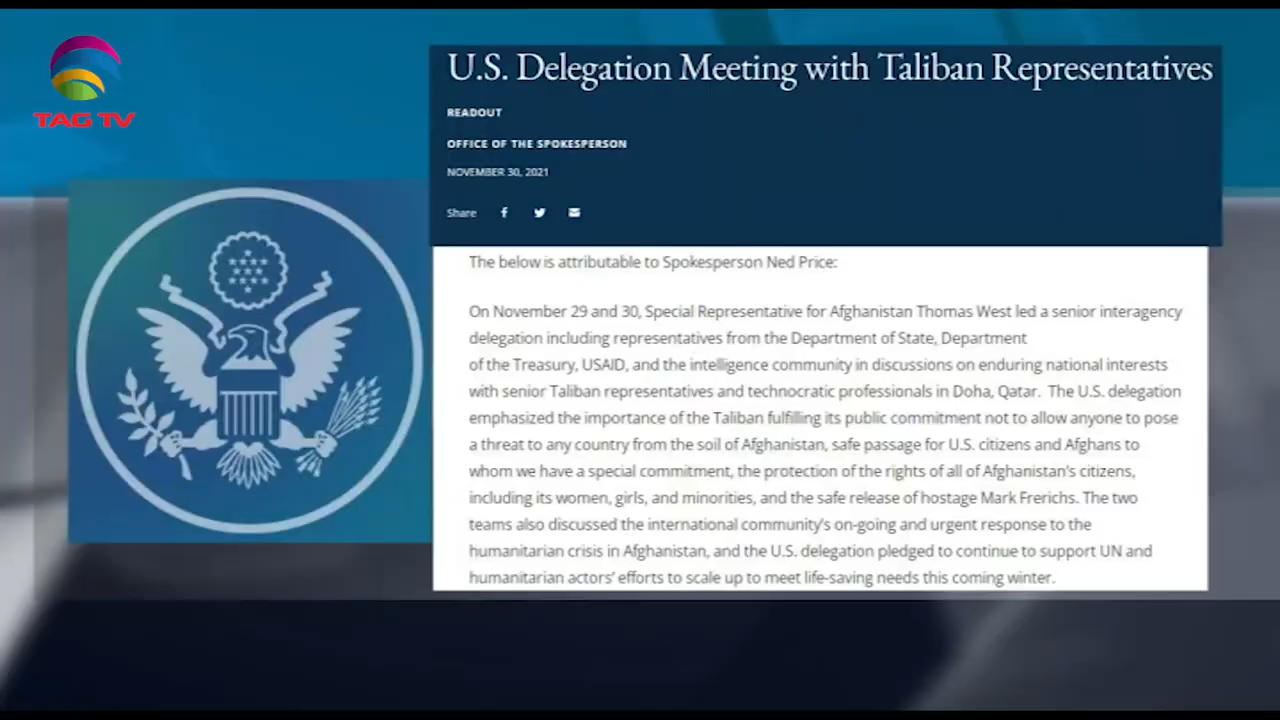 TAG TV
U.S. Delegation Meeting with Taliban Representatives
READOUT
OFFICE OF THE SPOKESPERSON
NOVEMBER 30, 2021
Share
The below is attributable to Spokesperson Ned Price:
On November 29 and 30, Special Representative for Afghanistan Thomas West led a senior interagency
delegation including representatives from the Department of State, Department
of the Treasury, USAID, and the intelligence community in discussions on enduring national interests
with senior Taliban representatives and technocratic professionals in Doha, Qatar. The U.S. delegation
emphasized the importance of the Taliban fulfilling its public commitment not to allow anyone to pose
a threat to any country from the soil of Afghanistan, safe passage for U.S. citizens and Afghans to
whom we have a special commitment, the protection of the rights of all of Afghanistan's citizens,
including its women, girls, and minorities, and the safe release of hostage Mark Frerichs. The two
teams also discussed the international community's on-going and urgent response to the
humanitarian crisis in Afghanistan, and the U.S. delegation pledged to continue to support UN and
humanitarian actors' efforts to scale up to meet life-saving needs this coming winter.